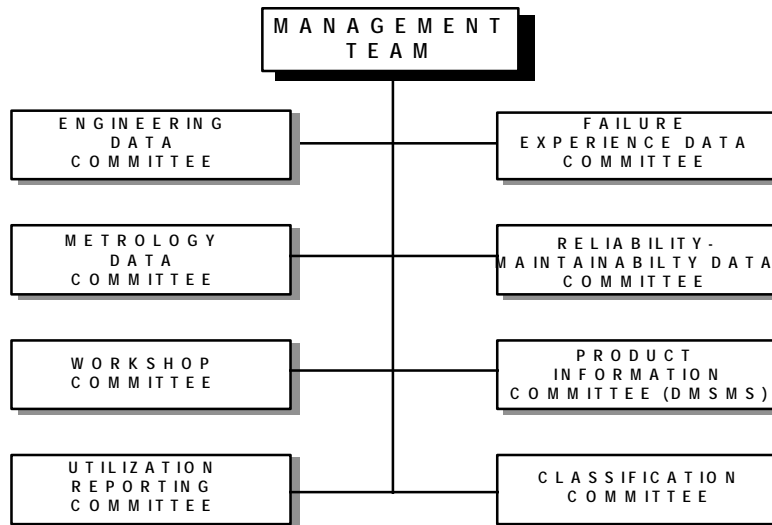 MANAGEMENT
TEAM
ENGINEERING
DATA
COMMITTEE
FAILURE
EXPERIENCE DATA
COMMITTEE
METROLOGY
DATA
COMMITTEE
RELIABILITY-
MAINTAINABILTY DATA
COMMITTEE
WORKSHOP
COMMITTEE
PRODUCT
INFORMATION
COMMITTEE (DMSMS)
UTILIZATION
REPORTING
COMMITTEE
CLASSIFICATION
COMMITTEE